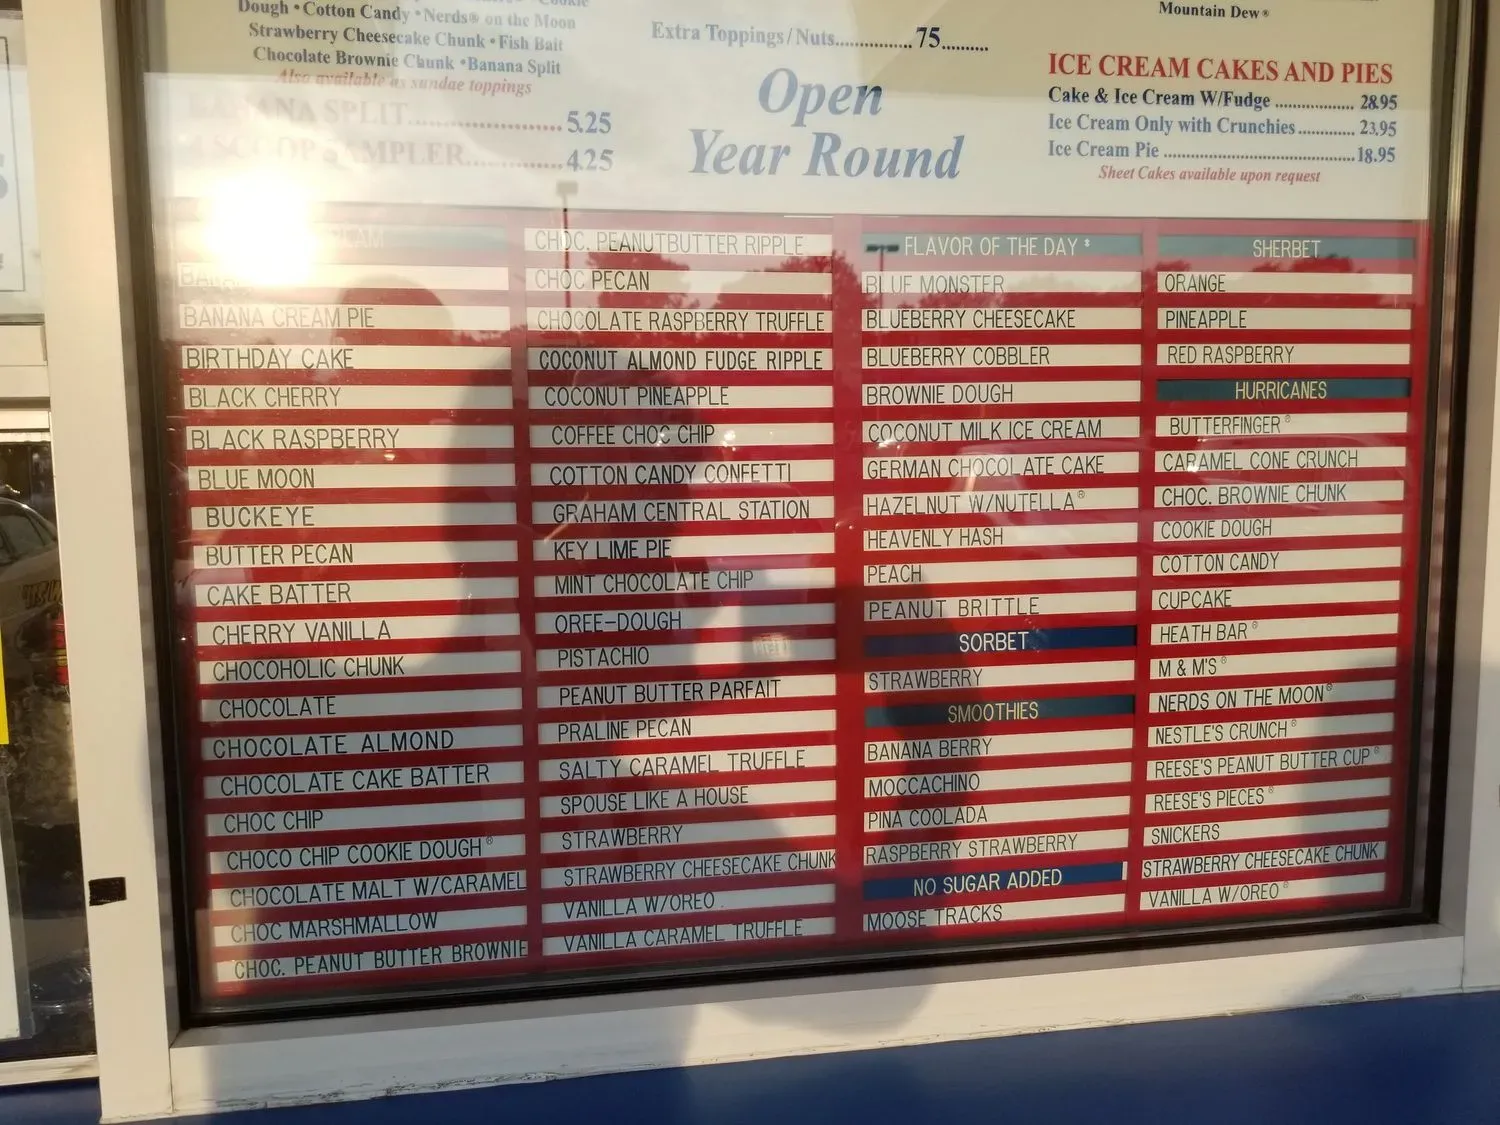 Dough • Cotton Candy • Nerds® on the Moon
Strawberry Cheesecake Chunk • Fish Bait
Chocolate Brownie Chunk • Banana Split
Also available as sundae toppings
BANANA SPLIT..................5.25
4 SCOOP SAMPLER............4.25
Extra Toppings/Nuts...............75..........
Open
Year Round
Mountain Dew®
ICE CREAM CAKES AND PIES
Cake & Ice Cream W/Fudge .................. 28.95
Ice Cream Only with Crunchies............. 23.95
Ice Cream Pie .........................................18.95
Sheet Cakes available upon request
BANANA CREAM PIE
BIRTHDAY CAKE
BLACK CHERRY
BLACK RASPBERRY
BLUE MOON
BUCKEYE
BUTTER PECAN
CAKE BATTER
CHERRY VANILLA
CHOCOHOLIC CHUNK
CHOCOLATE
CHOCOLATE ALMOND
CHOCOLATE CAKE BATTER
CHOC CHIP
CHOCO CHIP COOKIE DOUGH®
CHOCOLATE MALT W/CARAMEL
CHOC MARSHMALLOW
CHOC. PEANUT BUTTER BROWNIE
CHOC. PEANUTBUTTER RIPPLE
CHOC PECAN
CHOCOLATE RASPBERRY TRUFFLE
COCONUT ALMOND FUDGE RIPPLE
COCONUT PINEAPPLE
COFFEE CHOC CHIP
COTTON CANDY CONFETTI
GRAHAM CENTRAL STATION
KEY LIME PIE
MINT CHOCOLATE CHIP
OREE-DOUGH
PISTACHIO
PEANUT BUTTER PARFAIT
PRALINE PECAN
SALTY CARAMEL TRUFFLE
SPOUSE LIKE A HOUSE
STRAWBERRY
STRAWBERRY CHEESECAKE CHUNK
VANILLA W/OREO
VANILLA CARAMEL TRUFFLE
FLAVOR OF THE DAY *
BLUE MONSTER
BLUEBERRY CHEESECAKE
BLUEBERRY COBBLER
BROWNIE DOUGH
COCONUT MILK ICE CREAM
GERMAN CHOCOLATE CAKE
HAZELNUT W/NUTELLA®
HEAVENLY HASH
PEACH
PEANUT BRITTLE
SORBET
STRAWBERRY
SMOOTHIES
BANANA BERRY
MOCCACHINO
PINA COOLADA
RASPBERRY STRAWBERRY
NO SUGAR ADDED
MOOSE TRACKS
SHERBET
ORANGE
PINEAPPLE
RED RASPBERRY
HURRICANES
BUTTERFINGER®
CARAMEL CONE CRUNCH
CHOC. BROWNIE CHUNK
COOKIE DOUGH
COTTON CANDY
CUPCAKE
HEATH BAR®
M & M'S®
NERDS ON THE MOON®
NESTLE'S CRUNCH®
REESE'S PEANUT BUTTER CUP®
REESE'S PIECES®
SNICKERS
STRAWBERRY CHEESECAKE CHUNK
VANILLA W/OREO®